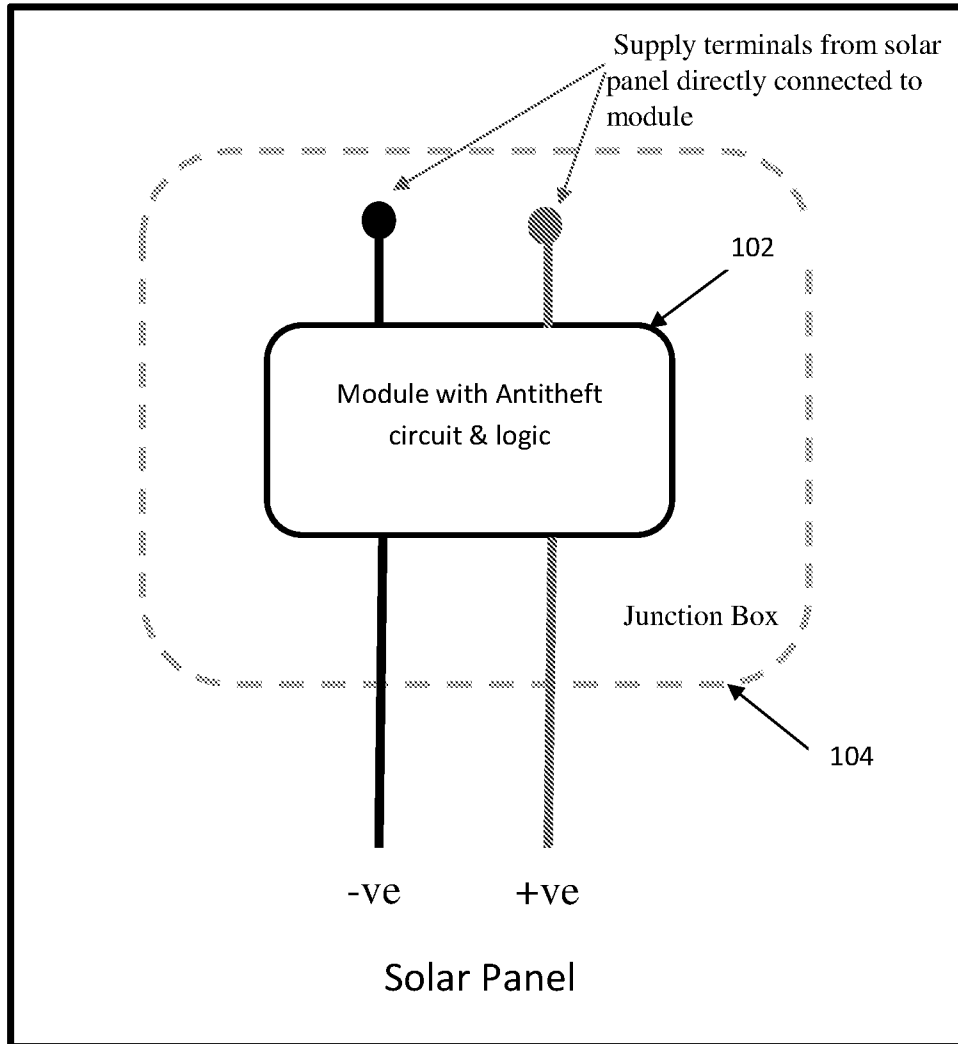 Supply terminals from solar
panel directly connected to
module
102
Module with Antitheft
circuit & logic
Junction Box
104
-ve +ve
Solar Panel